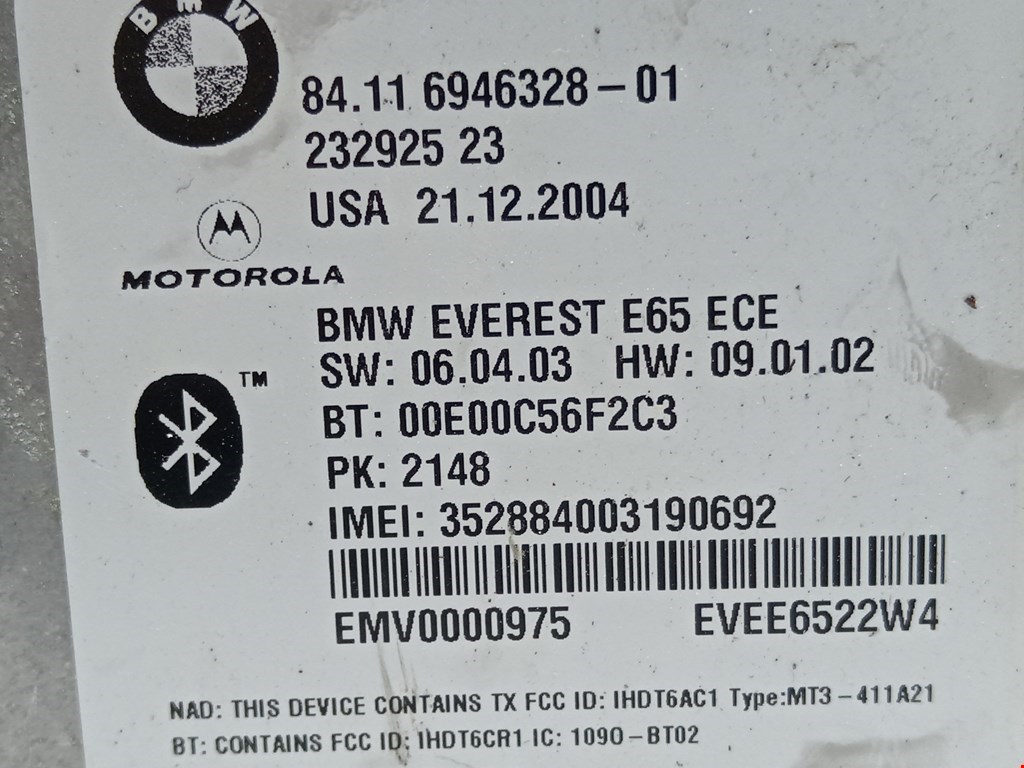 BMW
84.11 6946328-01
232925 23
USA 21.12.2004
MOTOROLA
BMW EVEREST E65 ECE
SW: 06.04.03 HW: 09.01.02
TM
BT: 00E00C56F2C3
PK: 2148
IMEI: 352884003190692
EMV0000975 EVEE6522W4
NAD: THIS DEVICE CONTAINS TX FCC ID: IHDT6AC1 Type:MT3-411A21
BT: CONTAINS FCC ID: IHDT6CR1 IC: 1090-BT02